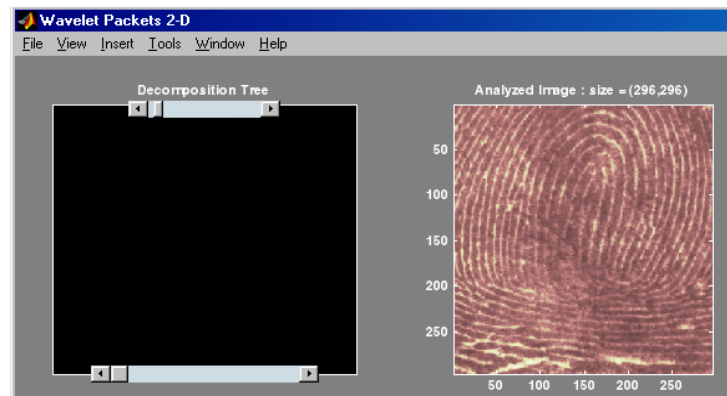 Wavelet Packets 2-D
File View Insert Tools Window Help
Decomposition Tree
Analyzed Image : size = (296,296)
50
100
150
200
250
50 100 150 200 250